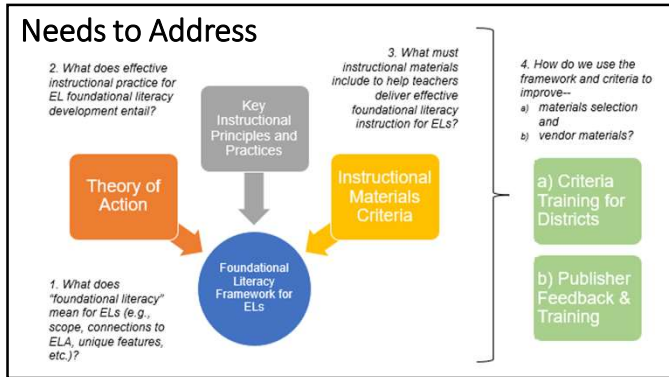 Needs to Address
2. What does effective
instructional practice for
EL foundational literacy
development entail?
Key
Instructional
Principles and
Practices
3. What must
instructional materials
include to help teachers
deliver effective
foundational literacy
instruction for ELs?
Theory of
Action
Instructional
Materials
Criteria
Foundational
Literacy
Framework for
ELs
1. What does
"foundational literacy"
mean for ELs (e.g.,
scope, connections to
ELA, unique features,
etc.)?
4. How do we use the
framework and criteria to
improve--
a) materials selection
and
b) vendor materials?
a) Criteria
Training for
Districts
b) Publisher
Feedback &
Training